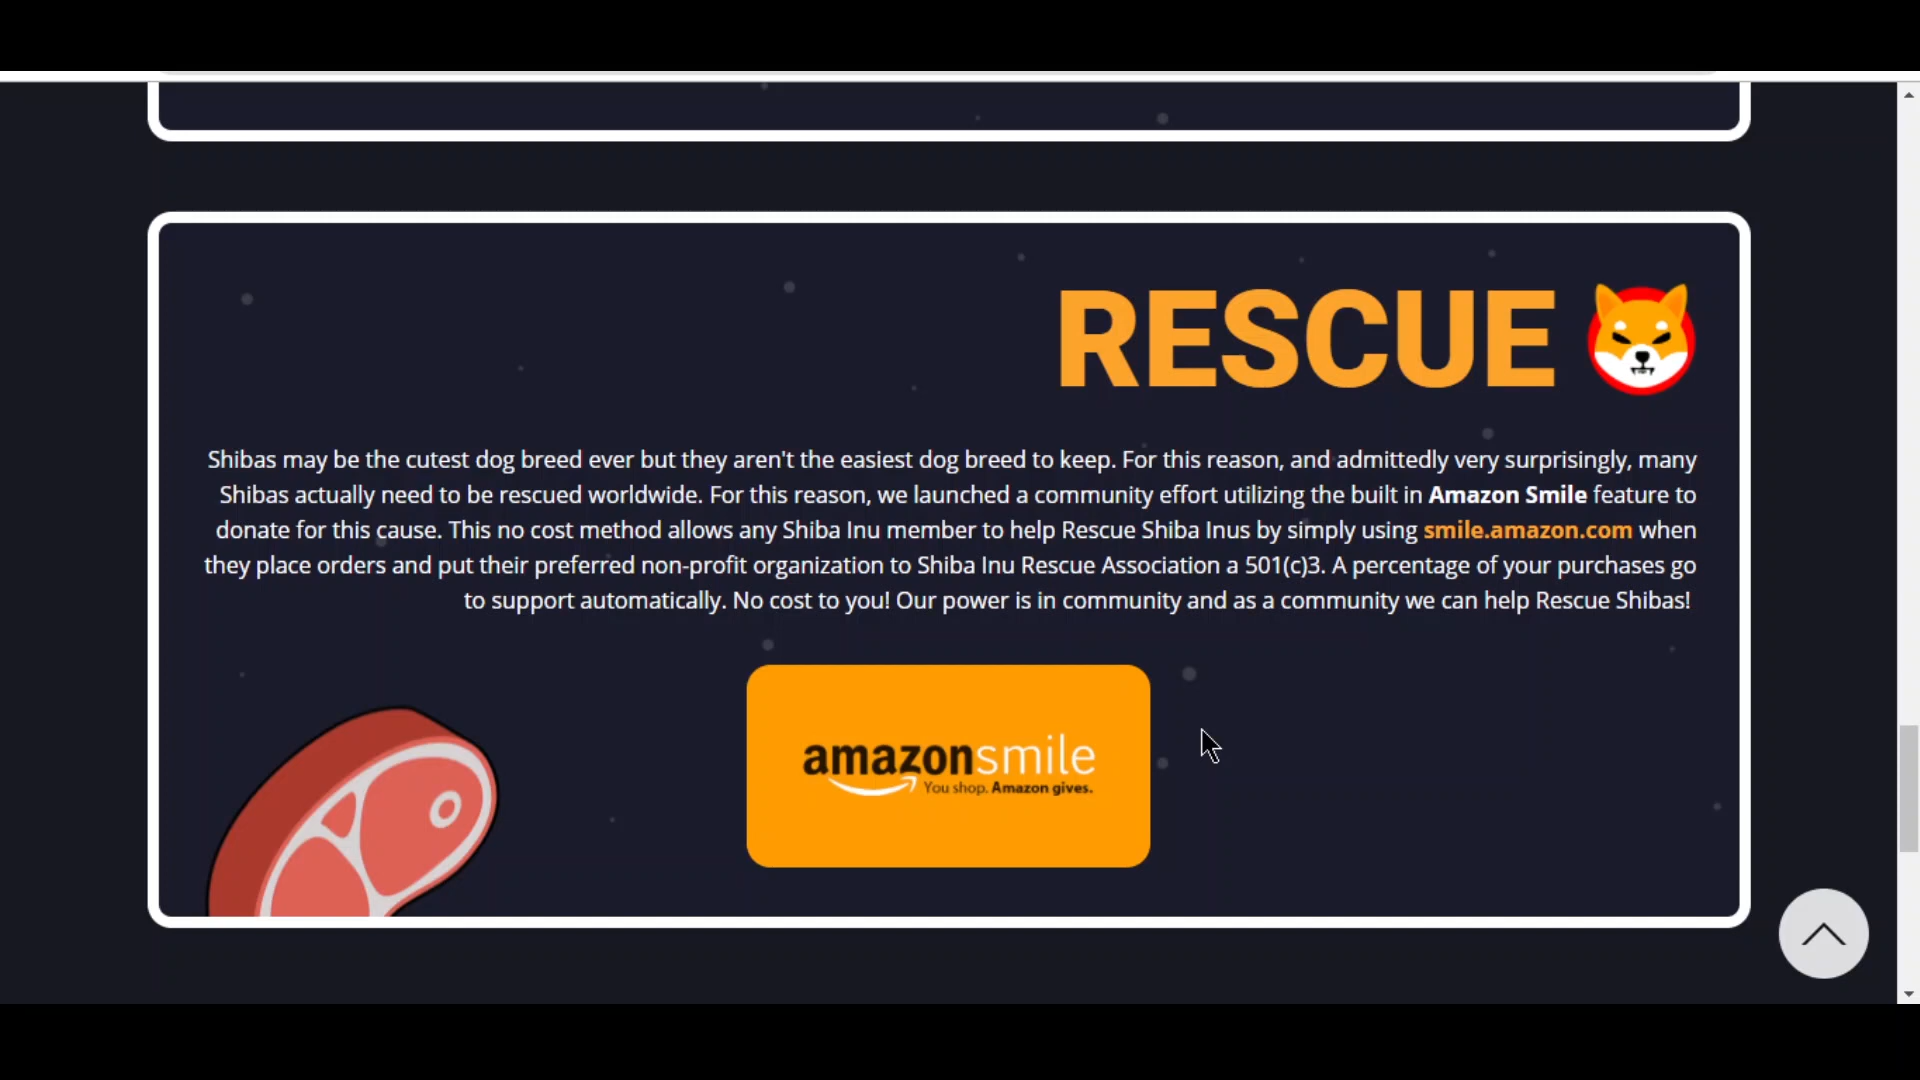 RESCUE
Shibas may be the cutest dog breed ever but they aren't the easiest dog breed to keep. For this reason, and admittedly very surprisingly, many
Shibas actually need to be rescued worldwide. For this reason, we launched a community effort utilizing the built in Amazon Smile feature to
donate for this cause. This no cost method allows any Shiba Inu member to help Rescue Shiba Inus by simply using smile.amazon.com when
they place orders and put their preferred non-profit organization to Shiba Inu Rescue Association a 501(c)3. A percentage of your purchases go
to support automatically. No cost to you! Our power is in community and as a community we can help Rescue Shibas!
amazonsmile
You shop. Amazon gives.